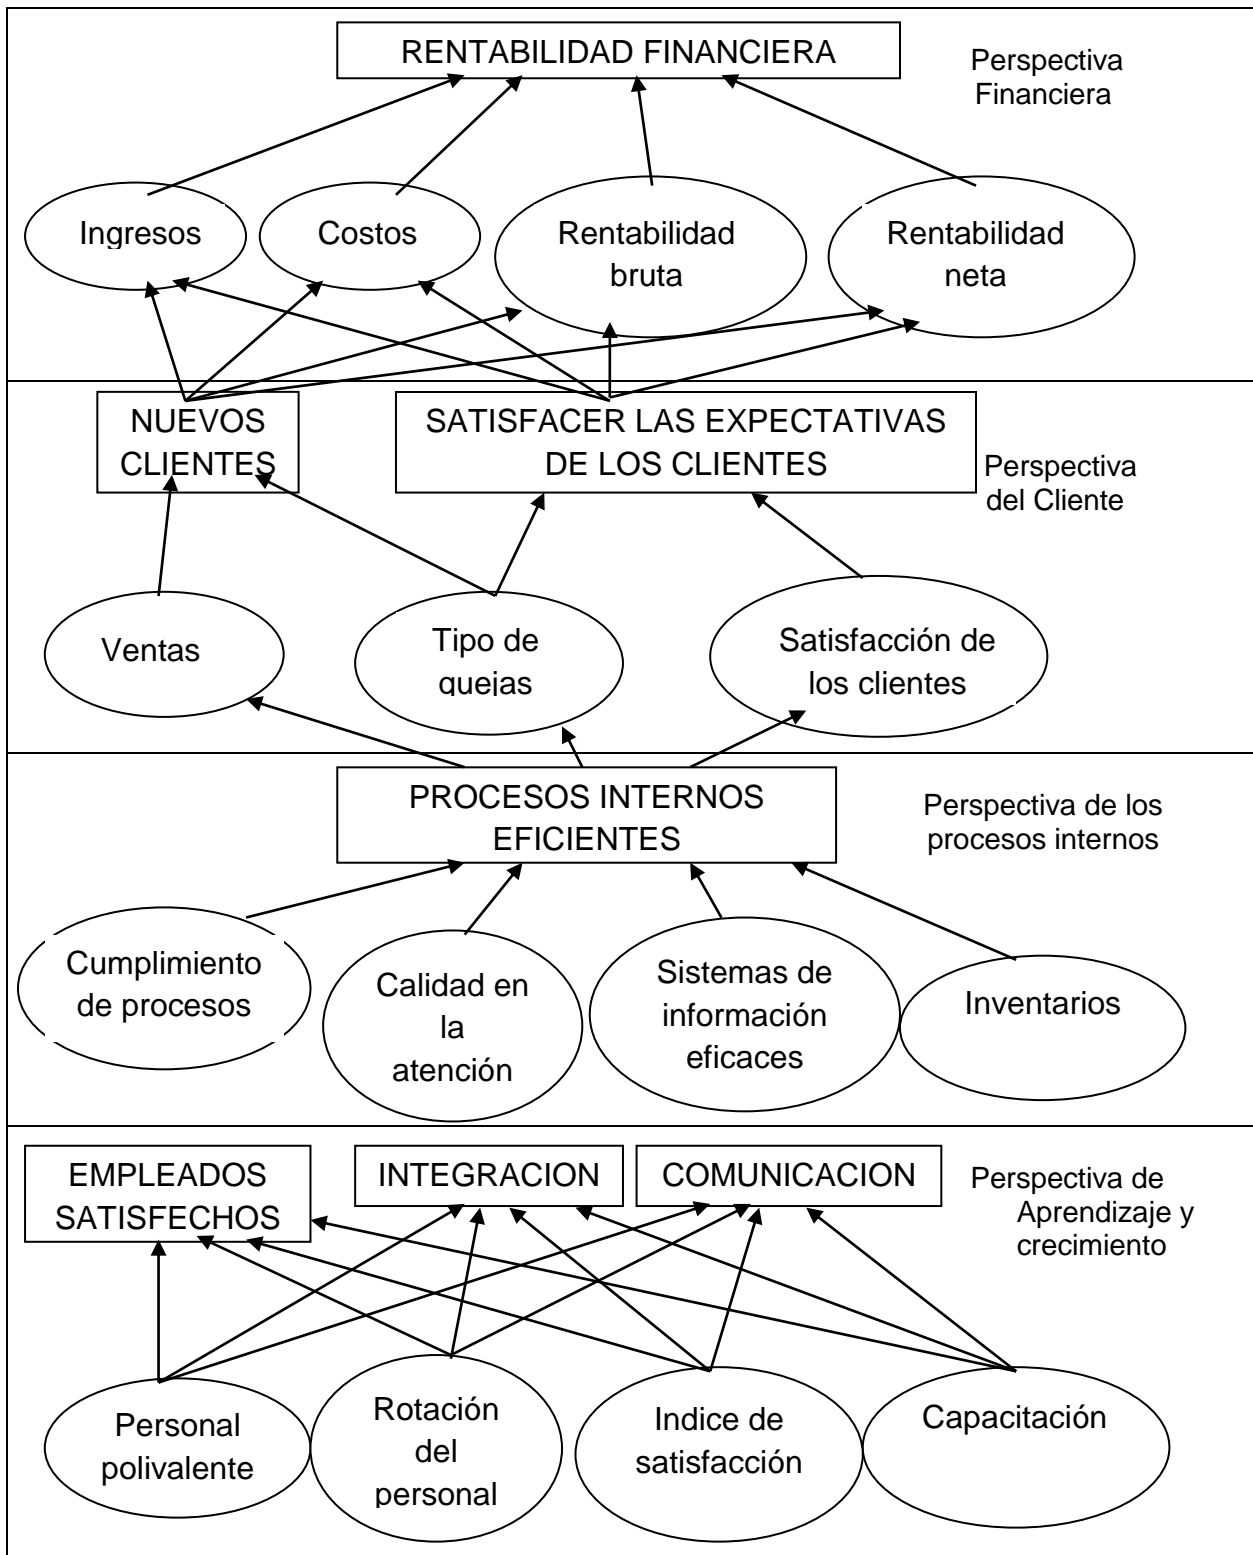 RENTABILIDAD FINANCIERA
Perspectiva
Financiera
Ingresos
Costos
Rentabilidad
bruta
Rentabilidad
neta
NUEVOS
CLIENTES
SATISFACER LAS EXPECTATIVAS
DE LOS CLIENTES
Perspectiva
del Cliente
Ventas
Tipo de
quejas
Satisfacción de
los clientes
PROCESOS INTERNOS
EFICIENTES
Perspectiva de los
procesos internos
Cumplimiento
de procesos
Calidad en
la
atención
Sistemas de
información
eficaces
Inventarios
EMPLEADOS
SATISFECHOS
INTEGRACION
COMUNICACION
Perspectiva de
Aprendizaje y
crecimiento
Personal
polivalente
Rotación
del
personal
Indice de
satisfacción
Capacitación